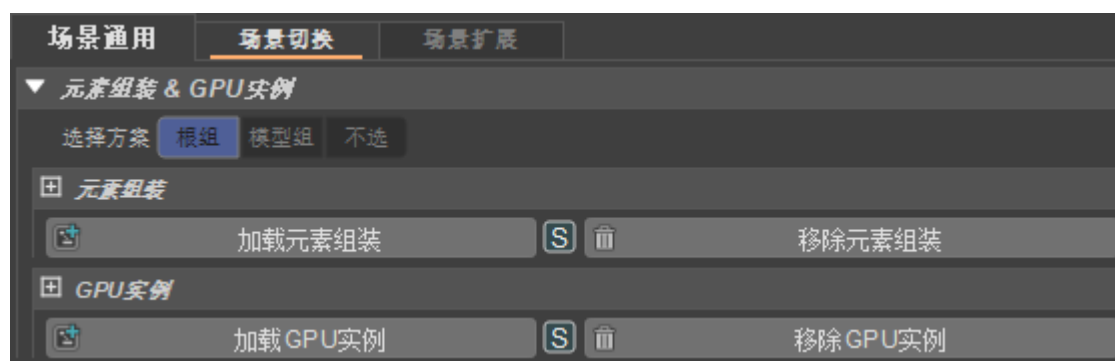 场景通用 场景切换 场景扩展
元素组装 & GPU实例
选择方案 根组 模型组 不选
元素组装
加载元素组装 S 移除元素组装
GPU实例
加载GPU实例 S 移除GPU实例